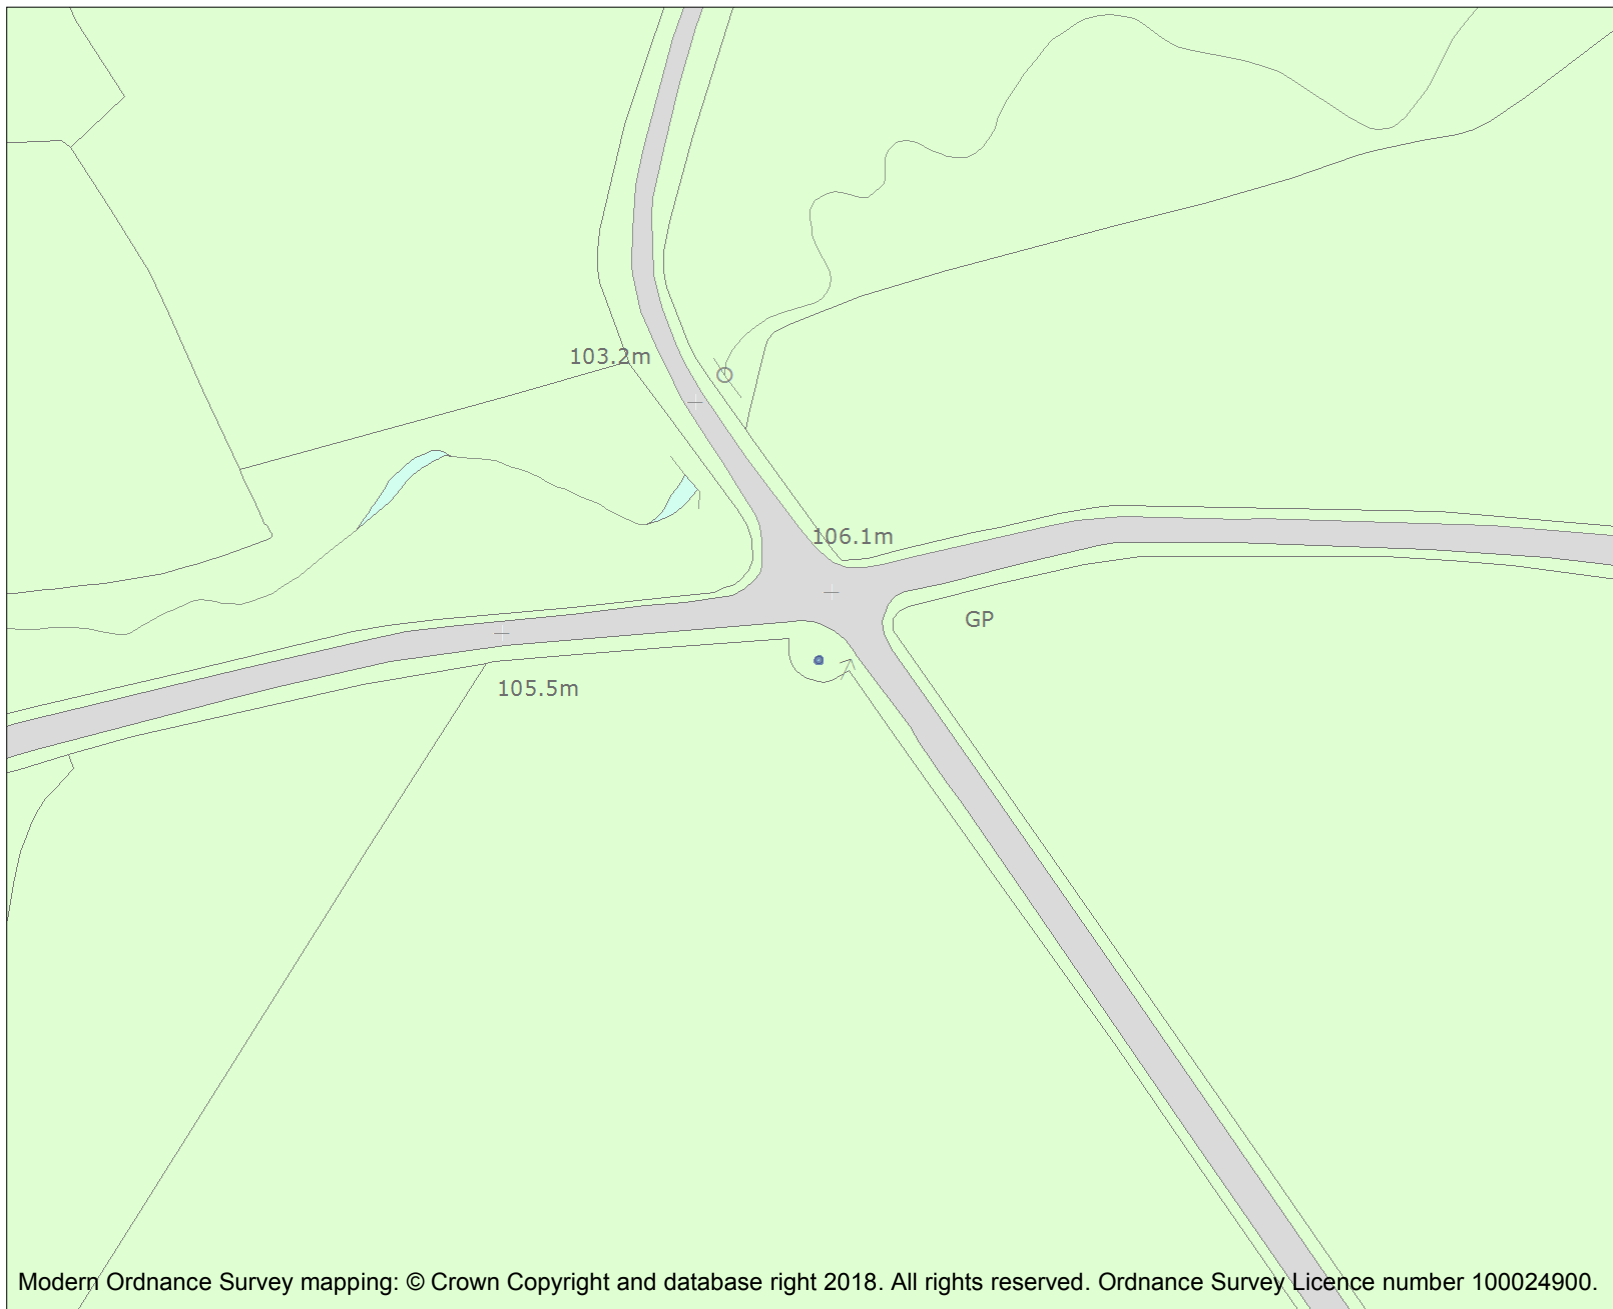 103.2m
106.1m
GP
105.5m
Modern Ordnance Survey mapping: © Crown Copyright and database right 2018. All rights reserved. Ordnance Survey Licence number 100024900.